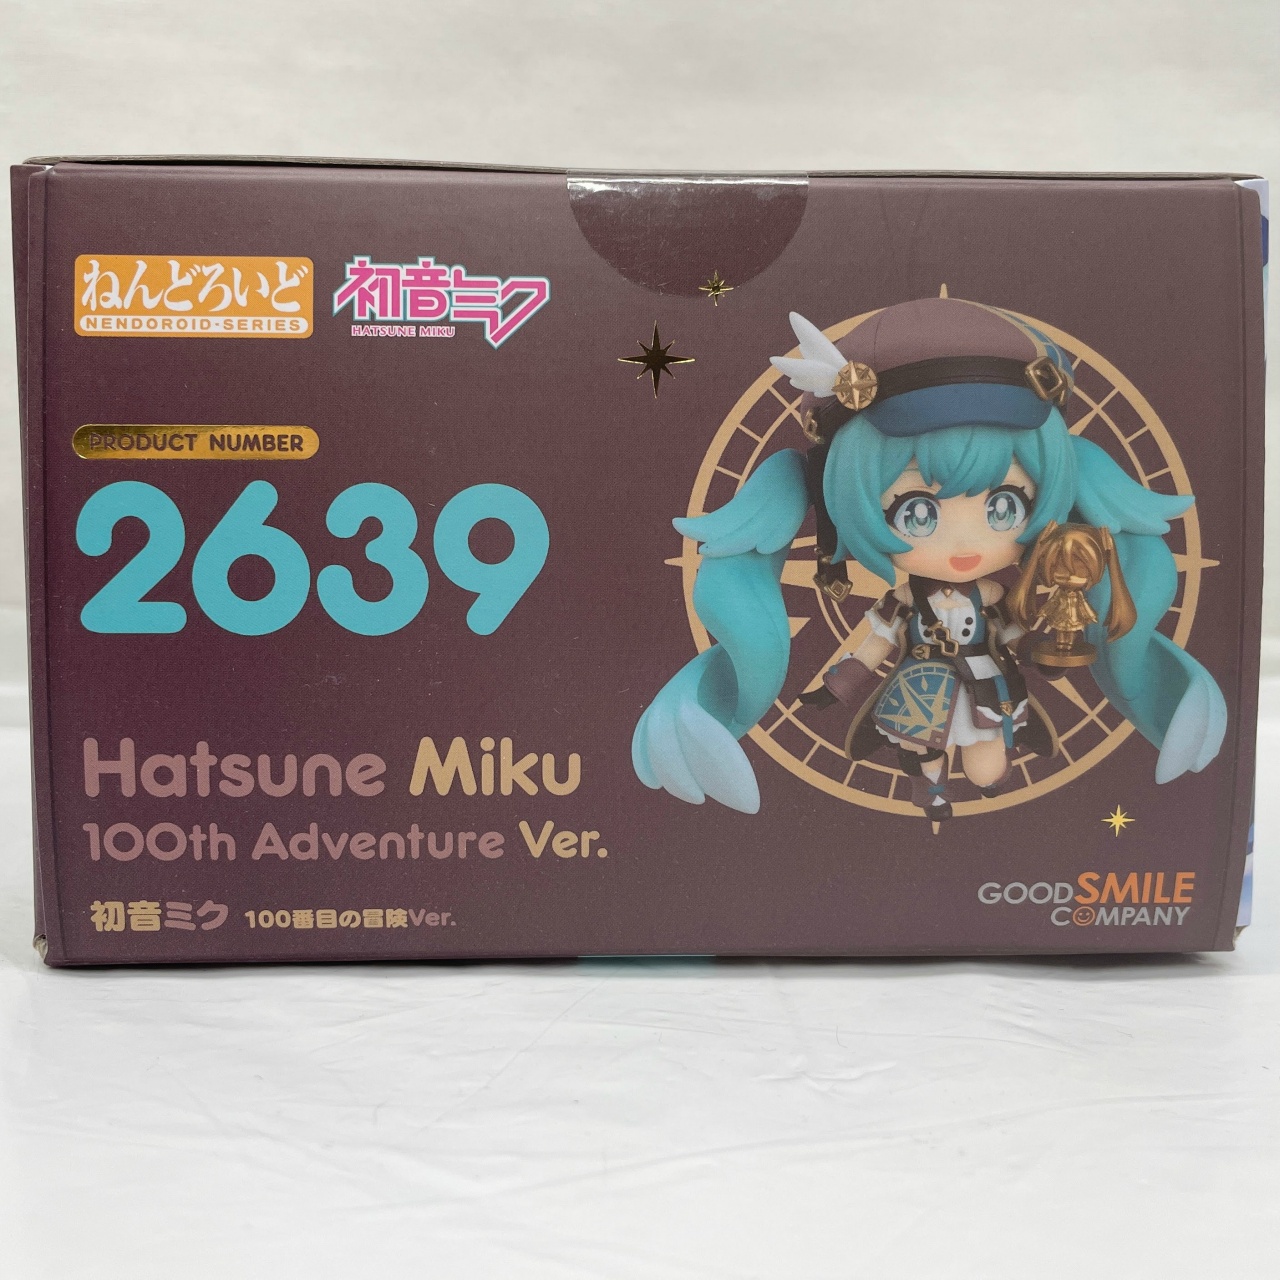 ねんどろいど
NENDOROID·SERIES
初音ミク
HATSUNE MIKU
PRODUCT NUMBER
2639
Hatsune Miku
100th Adventure Ver.
初音ミク 100番目の冒険Ver.
GOOD SMILE
COMPANY